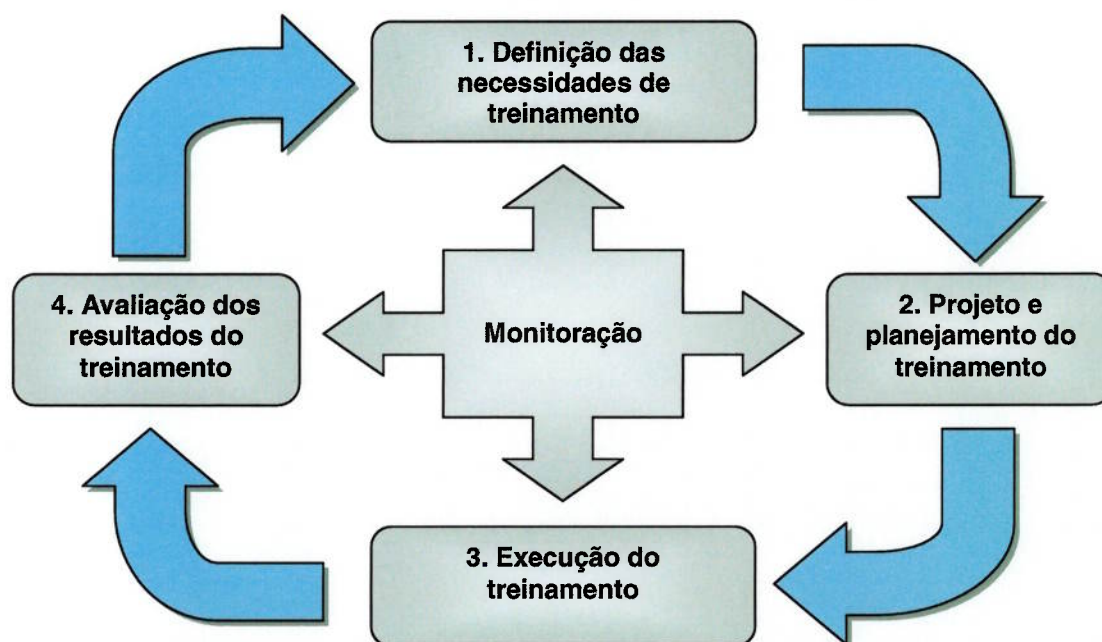 1. Definição das
necessidades de
treinamento
4. Avaliação dos
resultados do
treinamento
Monitoração
2. Projeto e
planejamento do
treinamento
3. Execução do
treinamento